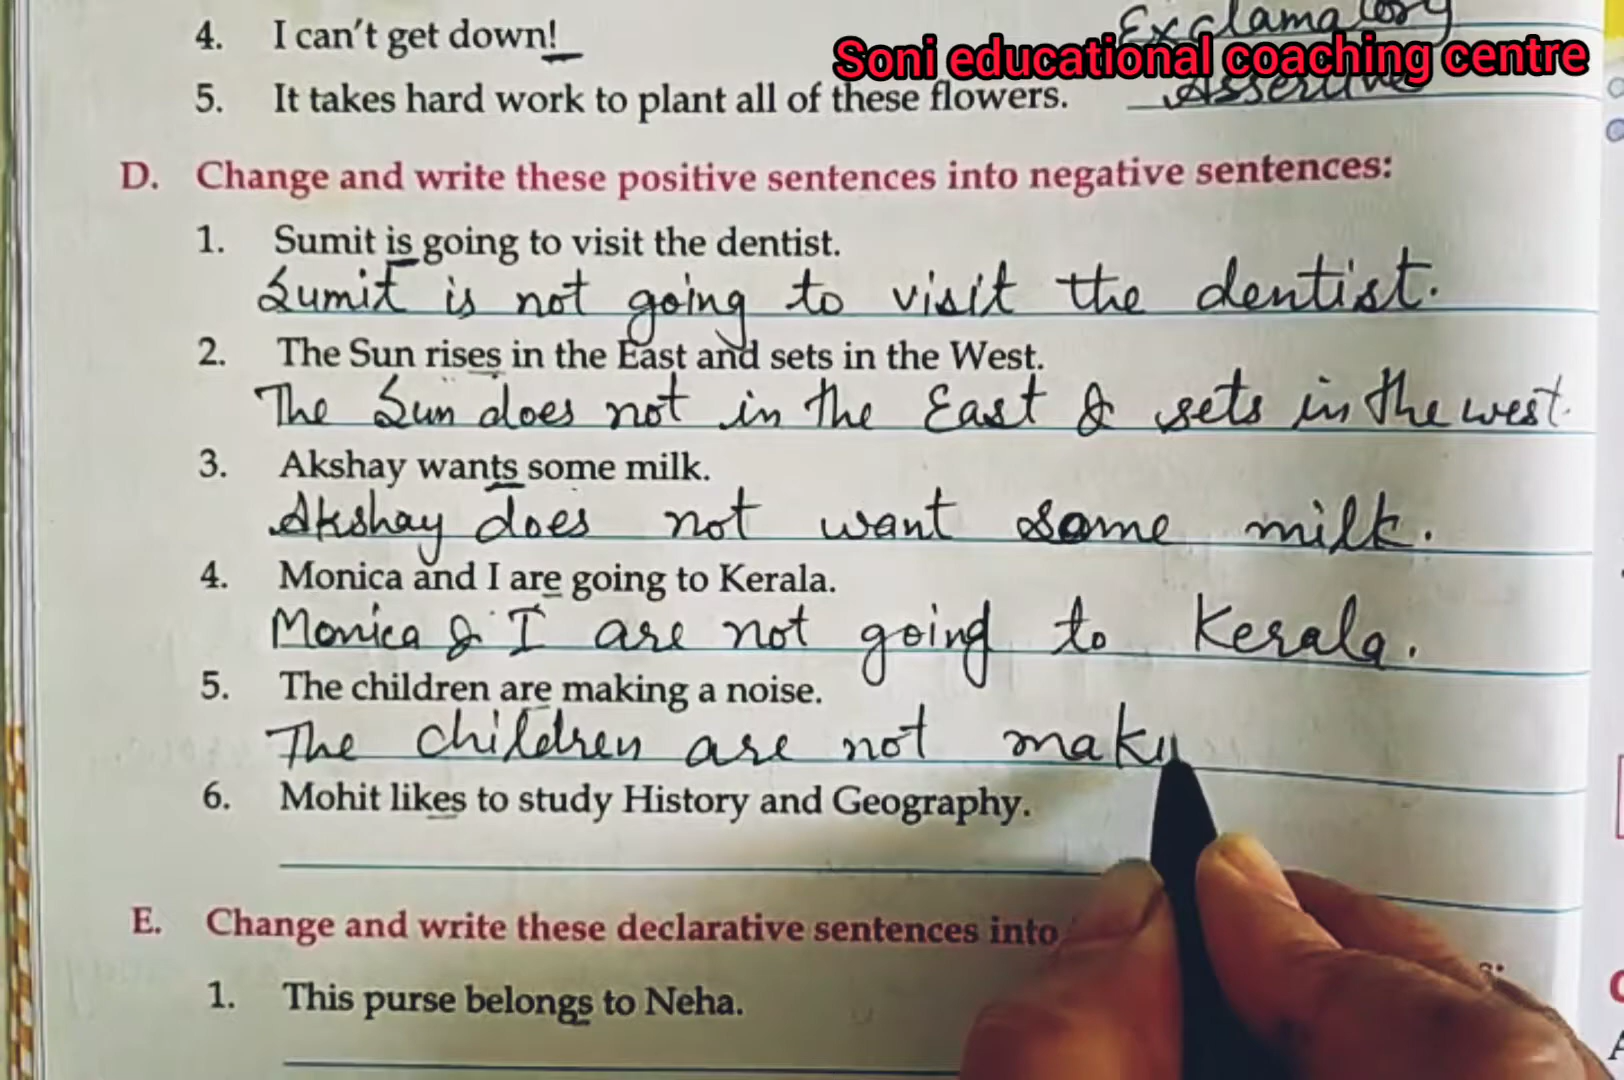 4. I can't get down! Exclamatory
Soni educational coaching centre
5. It takes hard work to plant all of these flowers. Assertive
D. Change and write these positive sentences into negative sentences:
1. Sumit is going to visit the dentist.
Sumit is not going to visit the dentist.
2. The Sun rises in the East and sets in the West.
The Sun does not in the East & sets in the west.
3. Akshay wants some milk.
Akshay does not want some milk.
4. Monica and I are going to Kerala.
Monica & I are not going to Kerala.
5. The children are making a noise.
The children are not mak
6. Mohit likes to study History and Geography.
E. Change and write these declarative sentences into
1. This purse belongs to Neha.